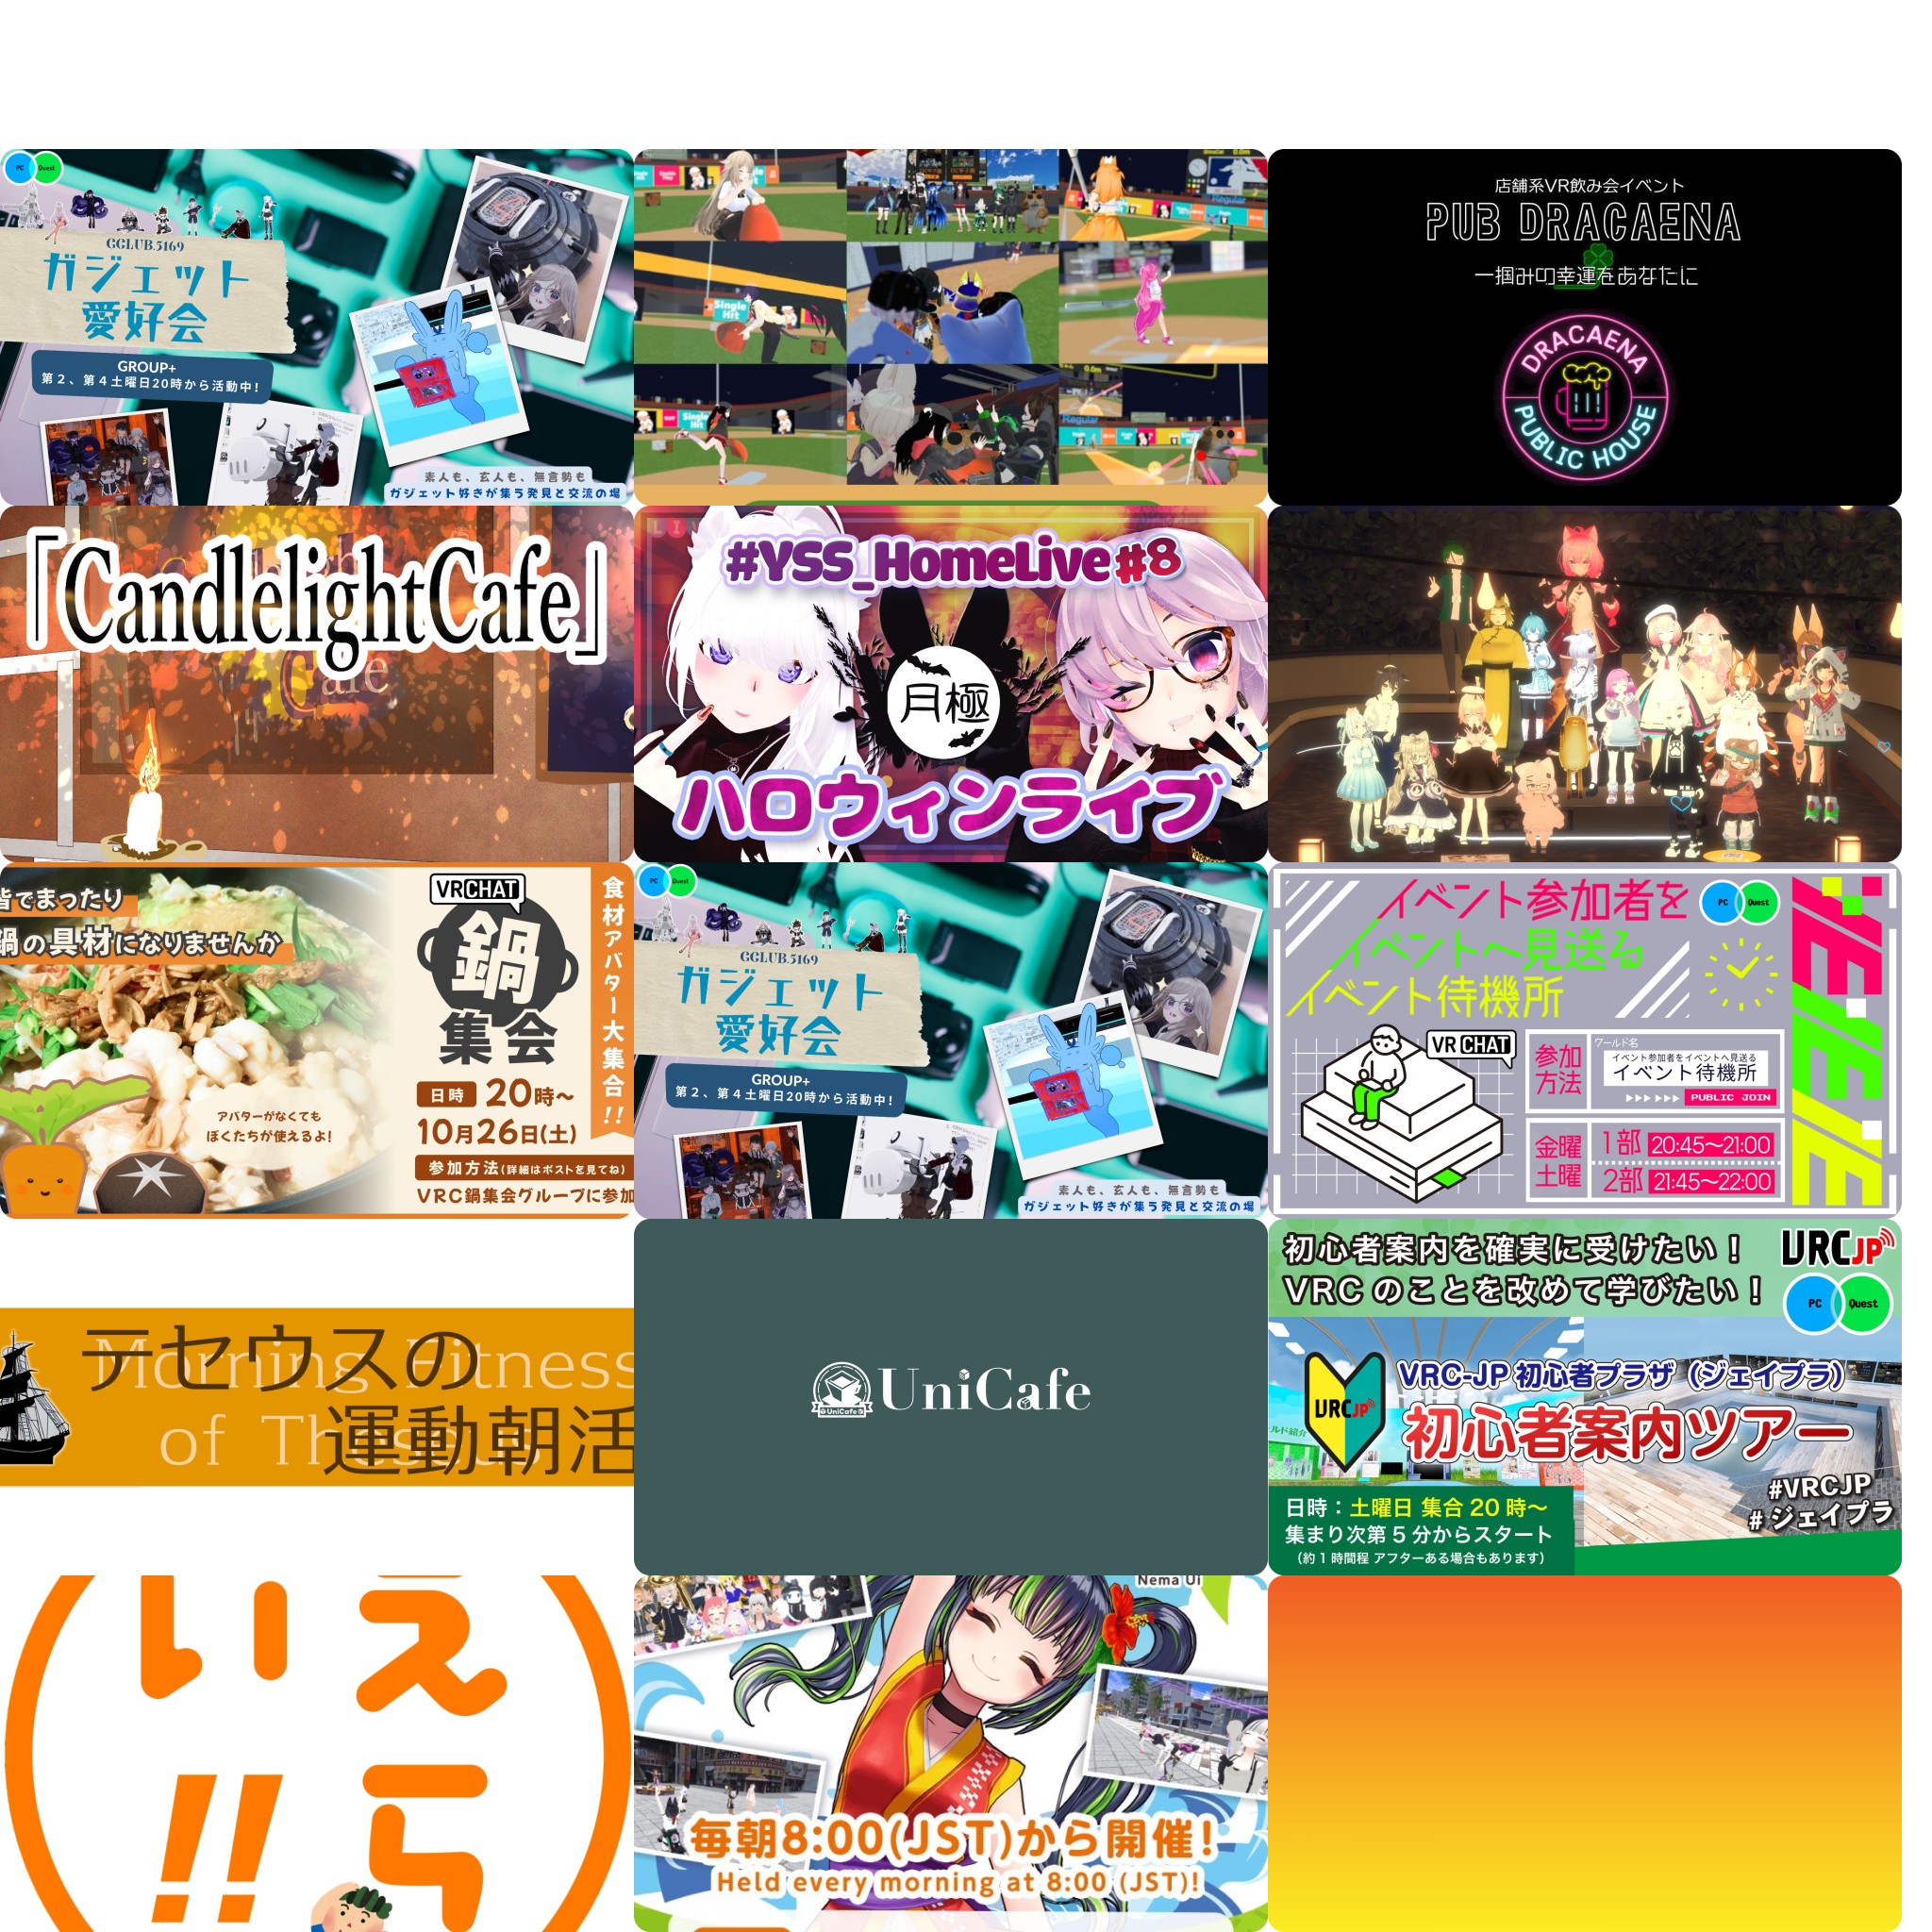 PC Quest
GCLUB.5169
ガジェット
愛好会
GROUP+
第2、第4土曜日20時から活動中!
素人も、玄人も、無言勢も
ガジェット好きが集う発見と交流の場
Single
Hit
Regular
店舗系VR飲み会イベント
PUB DRACAENA
一掴みの幸運をあなたに
DRACAENA
PUBLIC HOUSE
「CandlelightCafe」
Cafe
#YSS_HomeLive#8
月極
ハロウィンライブ
皆でまったり
鍋の具材になりませんか
アバターがなくても
ぼくたちが使えるよ!
VRCHAT
鍋
集会
日時 20時〜
10月26日(土)
参加方法(詳細はポストを見てね)
VRC鍋集会グループに参加
食材アバター大集合!!
PC Quest
GCLUB.5169
ガジェット
愛好会
GROUP+
第2、第4土曜日20時から活動中!
素人も、玄人も、無言勢も
ガジェット好きが集う発見と交流の場
イベント参加者を
イベントへ見送る
イベント待機所
PC Quest
VRCHAT
参加
方法
ワールド名
イベント参加者をイベントへ見送る
イベント待機所
PUBLIC JOIN
金曜
土曜
1部 20:45〜21:00
2部 21:45〜22:00
テセウスの
運動朝活
Morning Fitness
of Theseus
UniCafe
UniCafe
初心者案内を確実に受けたい!
VRCのことを改めて学びたい!
VRCJP
PC Quest
VRC-JP 初心者プラザ(ジェイプラ)
VRCJP
初心者案内ツアー
#VRCJP
#ジェイプラ
日時:土曜日 集合20時〜
集まり次第5分からスタート
(約1時間程 アフターある場合もあります)
いえら!!
Nema Ui
毎朝8:00(JST)から開催!
Held every morning at 8:00 (JST)!